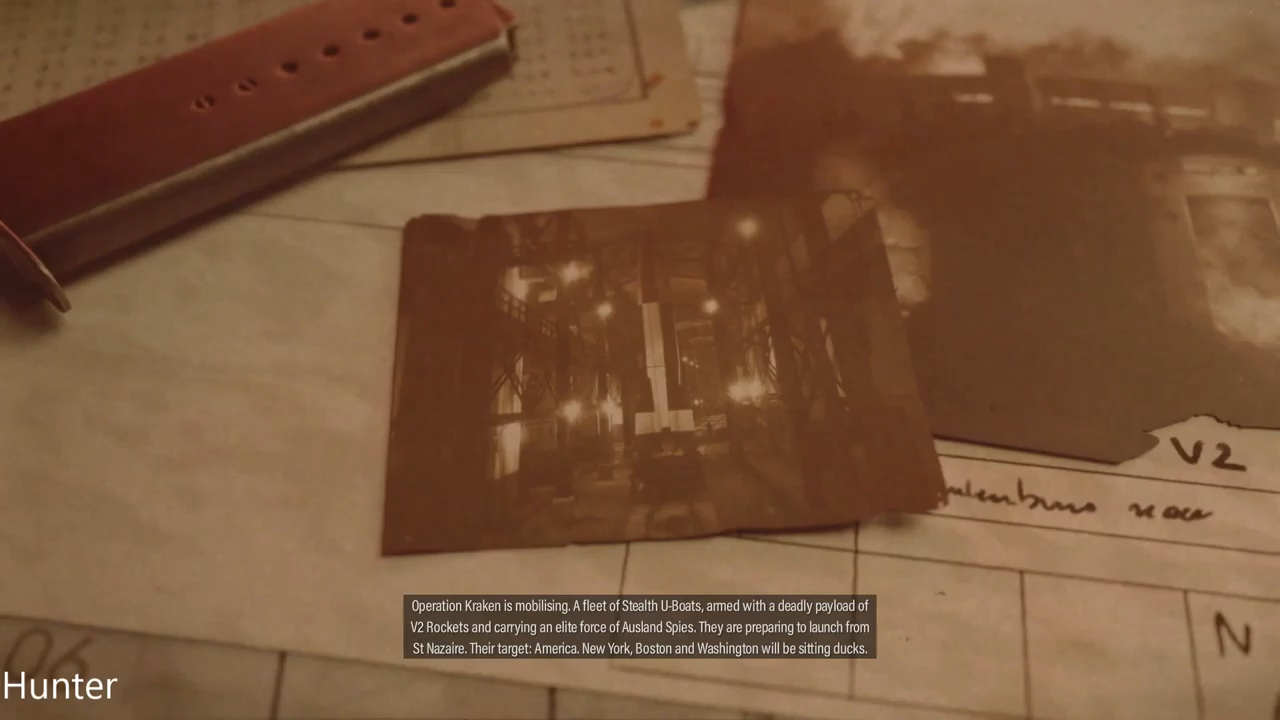 V2
N
Operation Kraken is mobilising. A fleet of Stealth U-Boats, armed with a deadly payload of
V2 Rockets and carrying an elite force of Ausland Spies. They are preparing to launch from
St Nazaire. Their target: America. New York, Boston and Washington will be sitting ducks.
06
Hunter